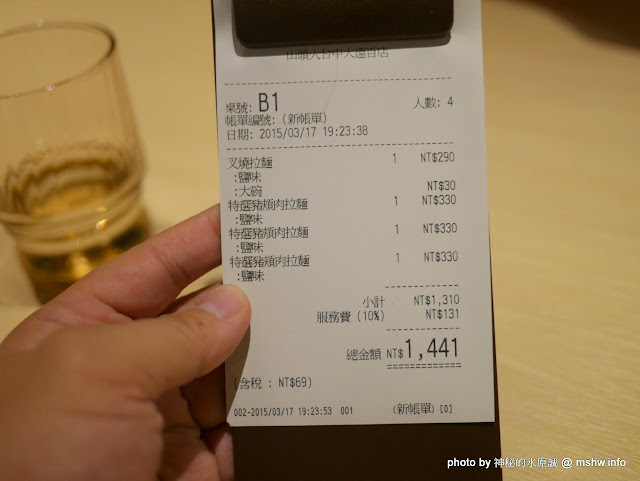 山頭火台中大遠百店
桌號: B1 人數: 4
帳單編號: (新帳單)
日期: 2015/03/17 19:23:38
叉燒拉麵 1 NT$290
:鹽味
:大碗 NT$30
特選豬頰肉拉麵 1 NT$330
:鹽味
特選豬頰肉拉麵 1 NT$330
:鹽味
特選豬頰肉拉麵 1 NT$330
:鹽味
小計 NT$1,310
服務費 (10%) NT$131
總金額 NT$1,441
(含稅 : NT$69)
002-2015/03/17 19:23:53 001 (新帳單)[0]
photo by 神秘的水原誠 @ mshw.info